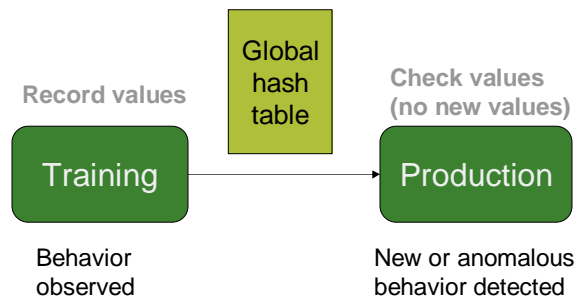 Global
hash
table
Record values
Check values
(no new values)
Training
Production
Behavior
observed
New or anomalous
behavior detected